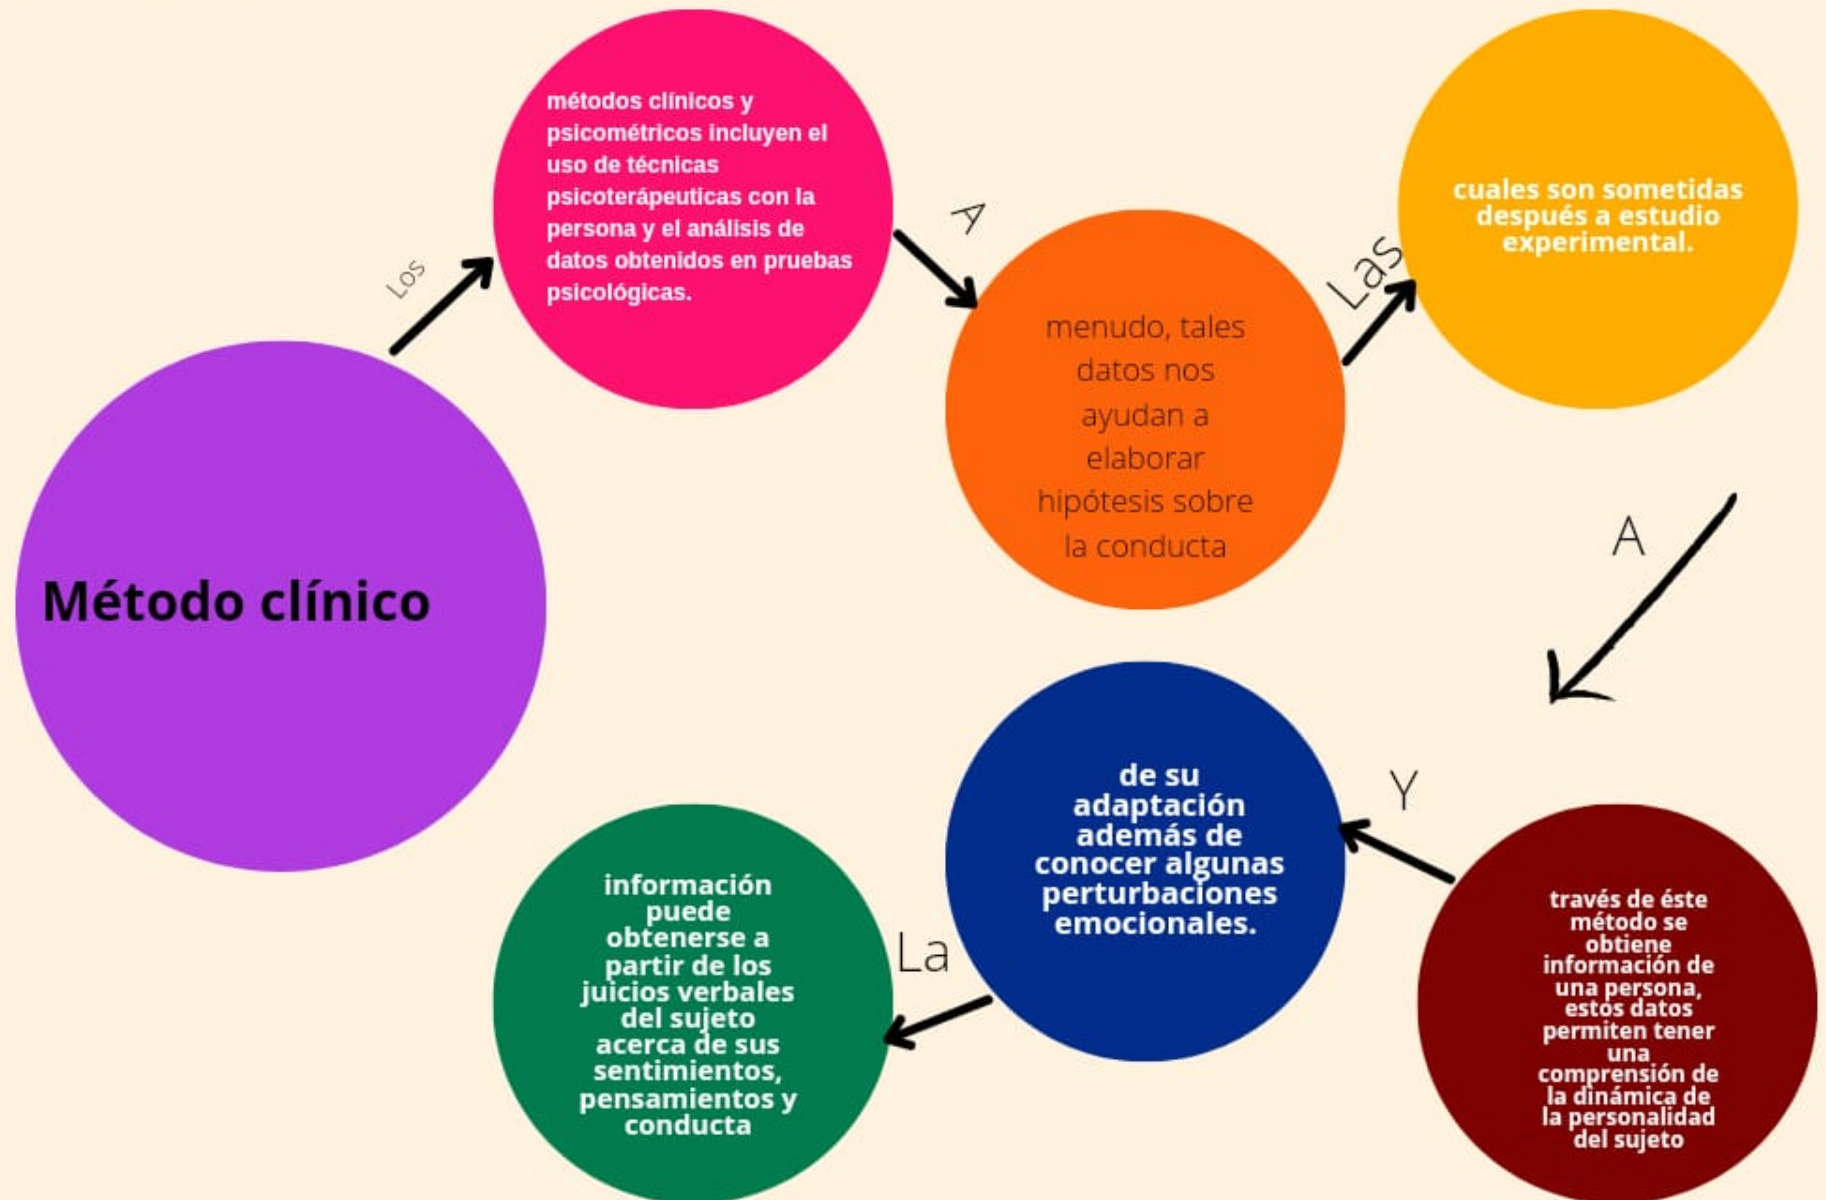 Método clínico
Los
métodos clínicos y
psicométricos incluyen el
uso de técnicas
psicoterápeuticas con la
persona y el análisis de
datos obtenidos en pruebas
psicológicas.
A
menudo, tales
datos nos
ayudan a
elaborar
hipótesis sobre
la conducta
Las
cuales son sometidas
después a estudio
experimental.
A
través de éste
método se
obtiene
información de
una persona,
estos datos
permiten tener
una
comprensión de
la dinámica de
la personalidad
del sujeto
Y
de su
adaptación
además de
conocer algunas
perturbaciones
emocionales.
La
información
puede
obtenerse a
partir de los
juicios verbales
del sujeto
acerca de sus
sentimientos,
pensamientos y
conducta